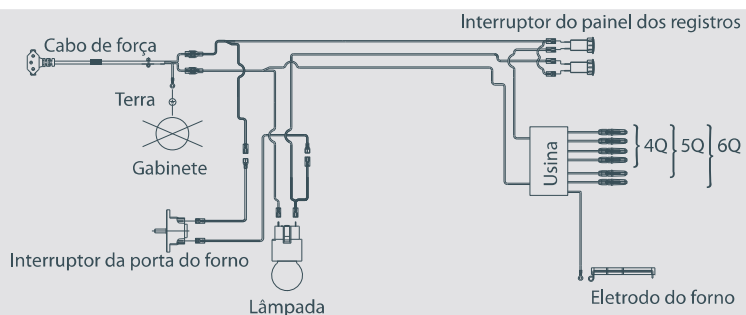 Interruptor do painel dos registros
Cabo de força
Terra
Gabinete
Usina
4Q
5Q
6Q
Interruptor da porta do forno
Lâmpada
Eletrodo do forno